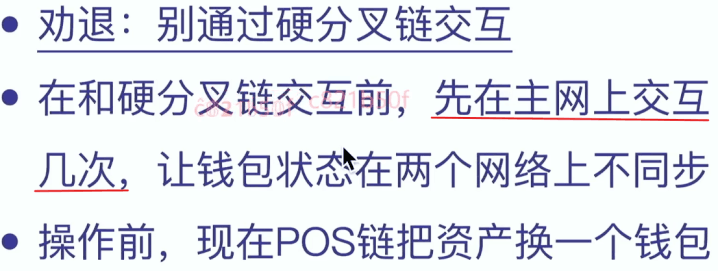 劝退：别通过硬分叉链交互
在和硬分叉链交互前，先在主网上交互
几次，让钱包状态在两个网络上不同步
操作前，现在POS链把资产换一个钱包